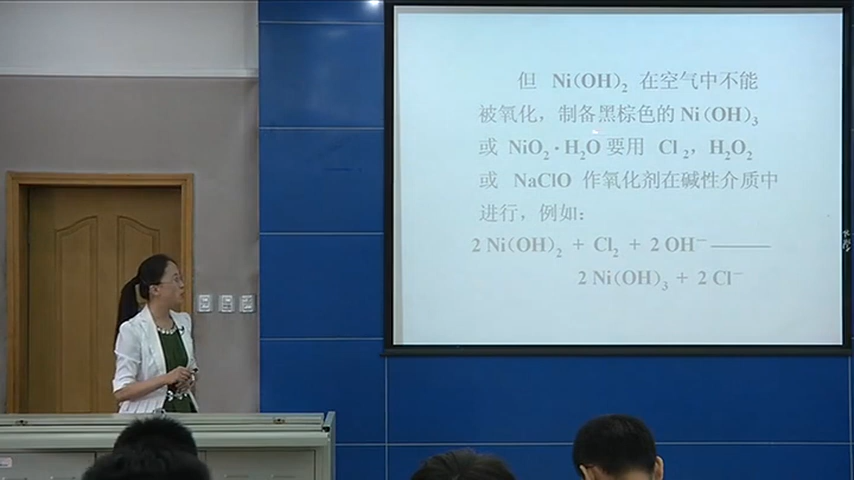 但 Ni(OH)₂ 在空气中不能
被氧化，制备黑棕色的 Ni(OH)₃
或 NiO₂·H₂O 要用 Cl₂，H₂O₂
或 NaClO 作氧化剂在碱性介质中
进行，例如：
2 Ni(OH)₂ + Cl₂ + 2 OH⁻ ——
2 Ni(OH)₃ + 2 Cl⁻